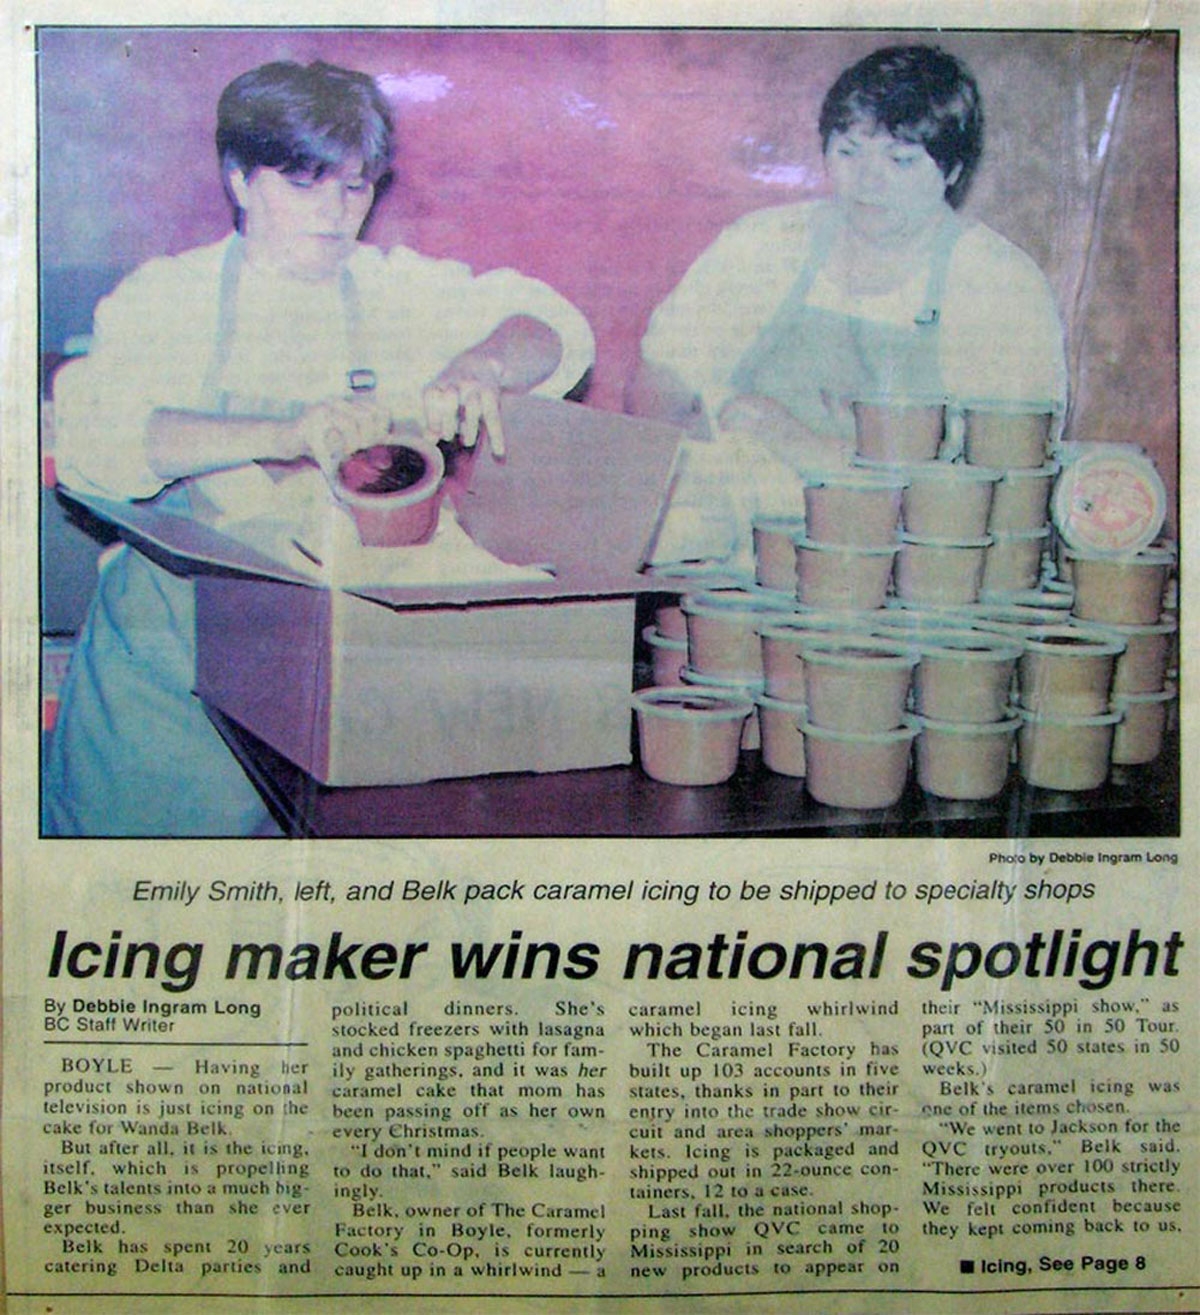 Photo by Debbie Ingram Long
Emily Smith, left, and Belk pack caramel icing to be shipped to specialty shops
Icing maker wins national spotlight
By Debbie Ingram Long
BC Staff Writer
BOYLE — Having her
product shown on national
television is just icing on the
cake for Wanda Belk.
But after all, it is the icing,
itself, which is propelling
Belk's talents into a much big-
ger business than she ever
expected.
Belk has spent 20 years
catering Delta parties and
political dinners. She's
stocked freezers with lasagna
and chicken spaghetti for fam-
ily gatherings, and it was her
caramel cake that mom has
been passing off as her own
every Christmas.
"I don't mind if people want
to do that," said Belk laugh-
ingly.
Belk, owner of The Caramel
Factory in Boyle, formerly
Cook's Co-Op, is currently
caught up in a whirlwind — a
caramel icing whirlwind
which began last fall.
The Caramel Factory has
built up 103 accounts in five
states, thanks in part to their
entry into the trade show cir-
cuit and area shoppers' mar-
kets. Icing is packaged and
shipped out in 22-ounce con-
tainers, 12 to a case.
Last fall, the national shop-
ping show QVC came to
Mississippi in search of 20
new products to appear on
their "Mississippi show," as
part of their 50 in 50 Tour.
(QVC visited 50 states in 50
weeks.)
Belk's caramel icing was
one of the items chosen.
"We went to Jackson for the
QVC tryouts," Belk said.
"There were over 100 strictly
Mississippi products there.
We felt confident because
they kept coming back to us,
■ Icing, See Page 8